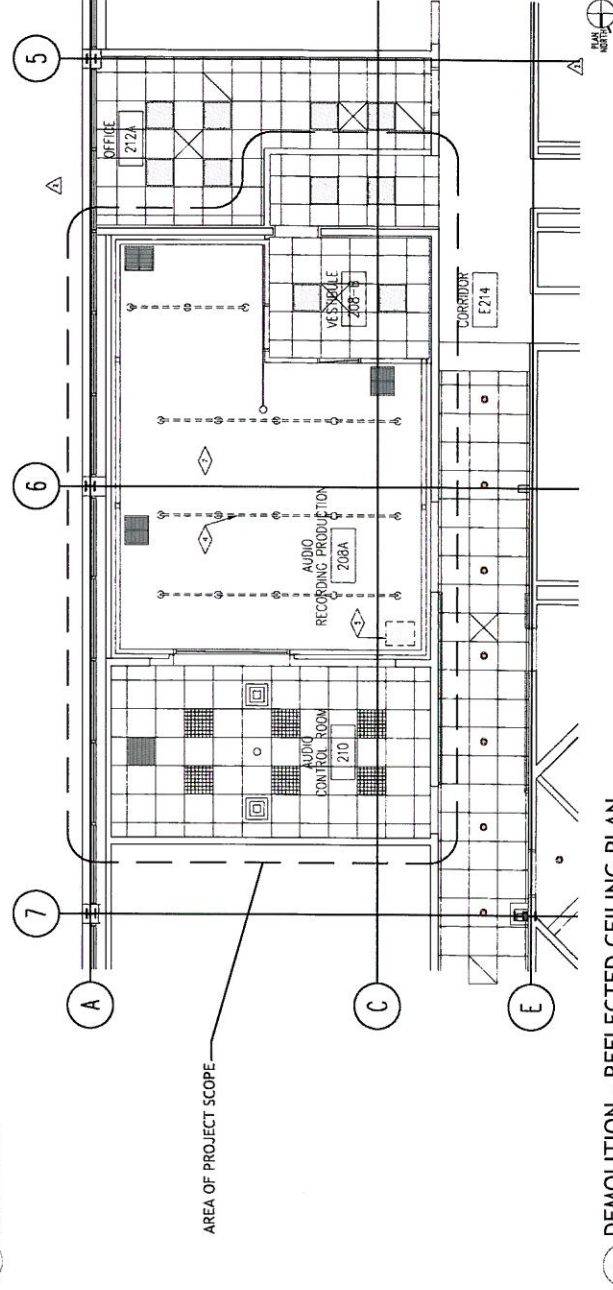 5
6
7
A
C
E
OFFICE
212A
VESTIBULE
208-B
CORRIDOR
E214
AUDIO
RECORDING PRODUCTION
208A
AUDIO
CONTROL ROOM
210
AREA OF PROJECT SCOPE
4
PLAN
NORTH
DEMOLITION - REFLECTED CEILING PLAN